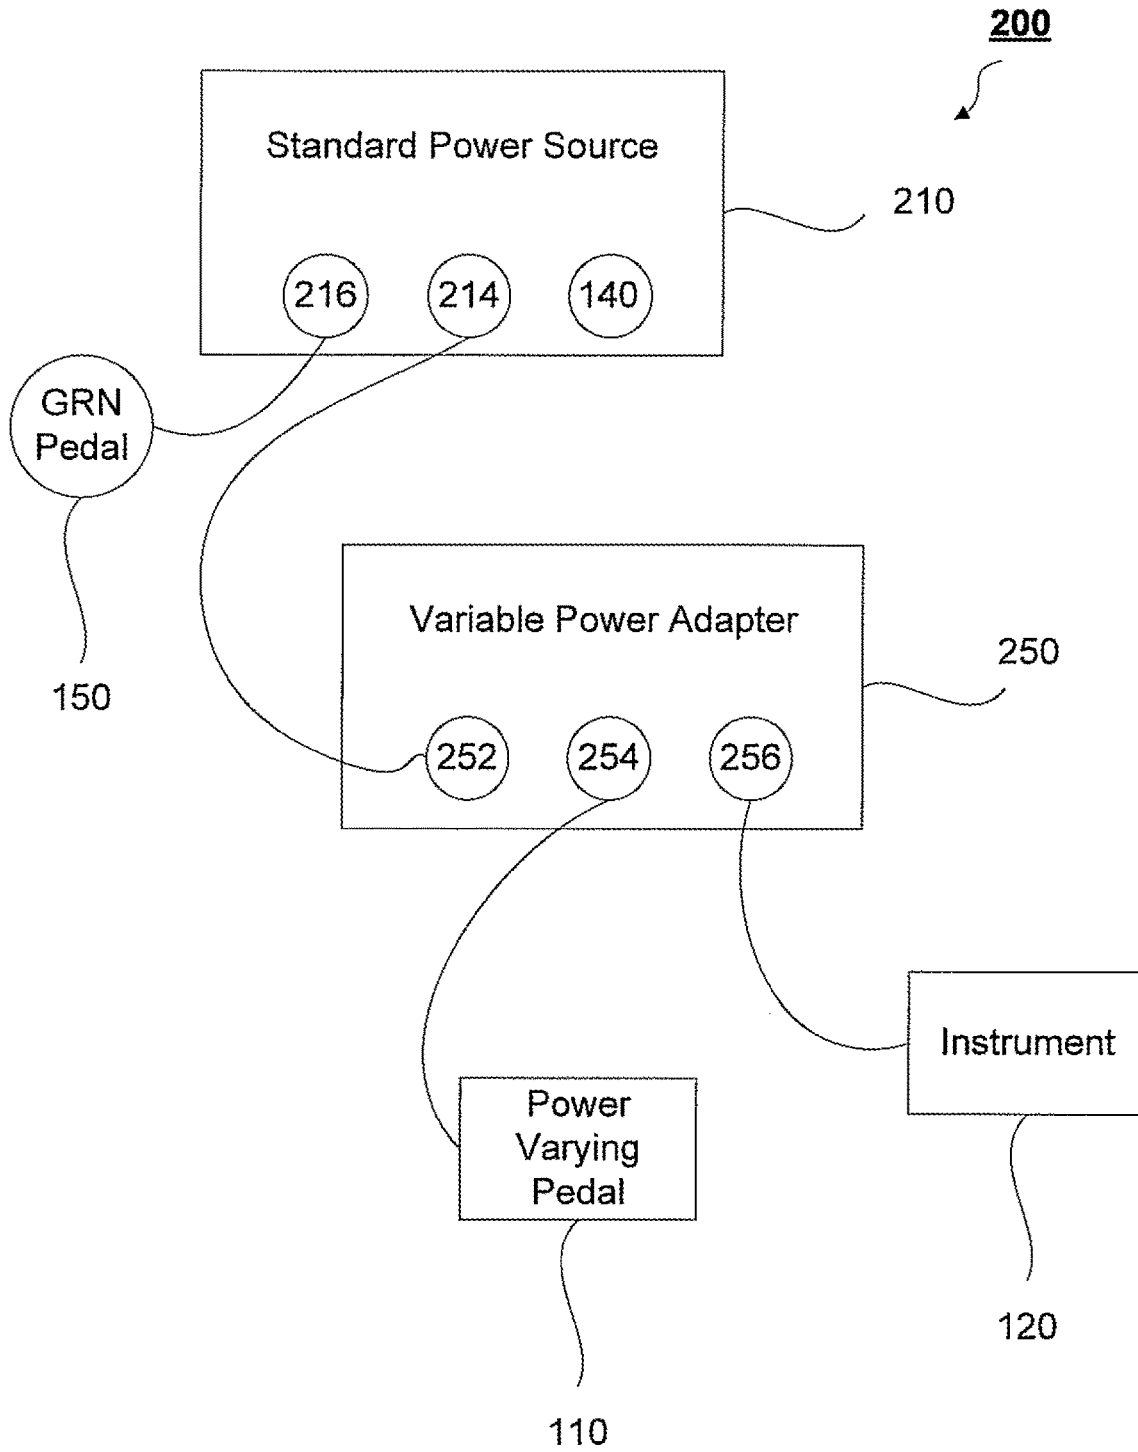 200
Standard Power Source
210
216 214 140
GRN
Pedal
150
Variable Power Adapter
250
252 254 256
Instrument
120
Power
Varying
Pedal
110